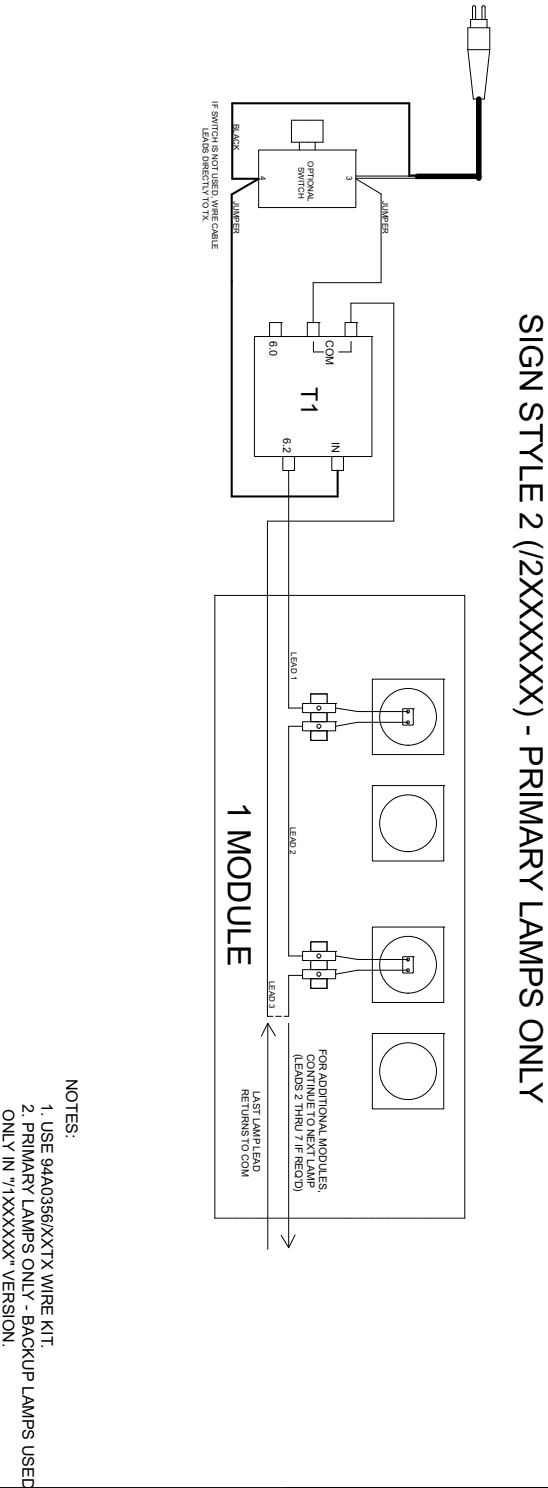 SIGN STYLE 2 (/2XXXXXX) - PRIMARY LAMPS ONLY
BLACK
JUMPER
JUMPER
OPTIONAL
SWITCH
3
4
IF SWITCH IS NOT USED, WIRE CABLE
LEADS DIRECTLY TO TX.
COM
6.0
T1
IN
6.2
LEAD 1
LEAD 2
LEAD 3
1 MODULE
FOR ADDITIONAL MODULES,
CONTINUE TO NEXT LAMP
(LEADS 2 THRU 7 IF REQ'D)
LAST LAMP LEAD
RETURNS TO COM
NOTES:
1. USE 94A0356/XXTX WIRE KIT.
2. PRIMARY LAMPS ONLY - BACKUP LAMPS USED
ONLY IN "/1XXXXXX" VERSION.